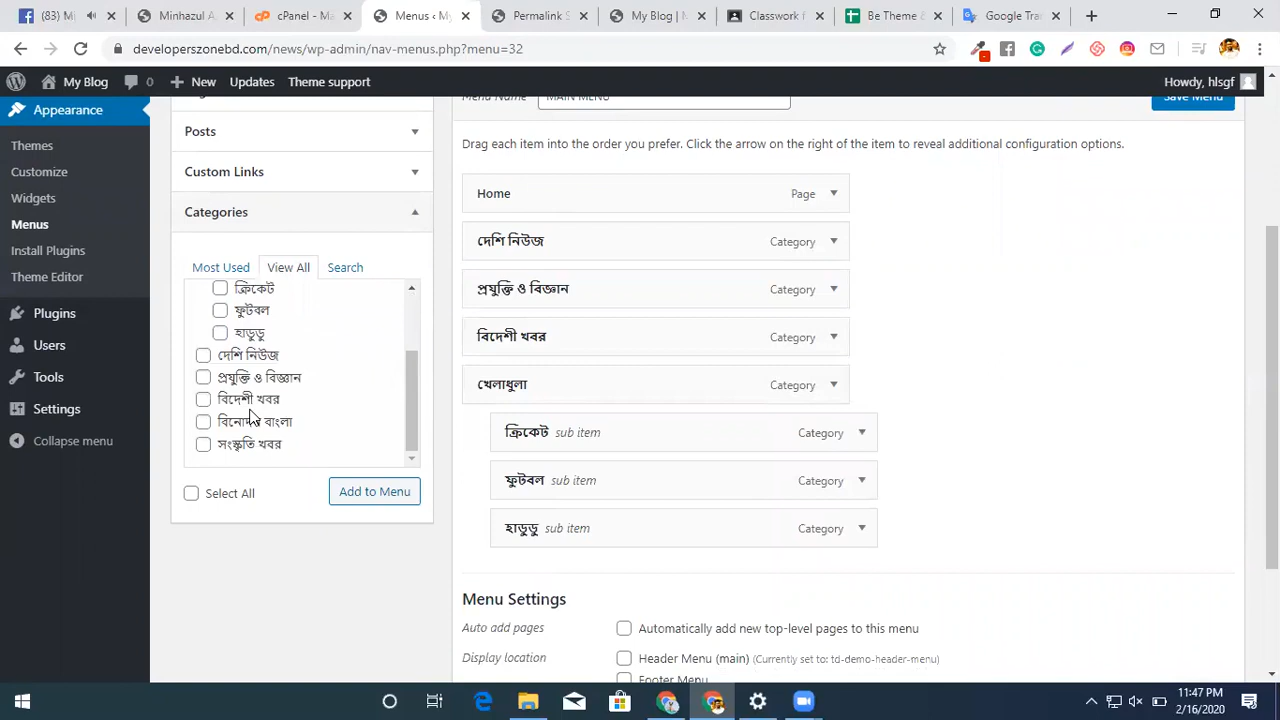 (83) M
Minhazul A
cPanel - Ma
Menus ‹ My
Permalink S
My Blog | N
Classwork F
Be Theme &
Google Tran
developerszonebd.com/news/wp-admin/nav-menus.php?menu=32
My Blog 0 New Updates Theme support Howdy, hlsgf
Appearance
Themes
Customize
Widgets
Menus
Install Plugins
Theme Editor
Plugins
Users
Tools
Settings
Collapse menu
Posts
Custom Links
Categories
Most Used View All Search
ক্রিকেট
ফুটবল
হাডুডু
দেশি নিউজ
প্রযুক্তি ও বিজ্ঞান
বিদেশী খবর
বাংলা
সংস্কৃতি খবর
Select All Add to Menu
Menu Name MAIN MENU Save Menu
Drag each item into the order you prefer. Click the arrow on the right of the item to reveal additional configuration options.
Home Page
দেশি নিউজ Category
প্রযুক্তি ও বিজ্ঞান Category
বিদেশী খবর Category
খেলাধুলা Category
ক্রিকেট sub item Category
ফুটবল sub item Category
হাডুডু sub item Category
Menu Settings
Auto add pages Automatically add new top-level pages to this menu
Display location Header Menu (main) (Currently set to: td-demo-header-menu)
Footer Menu
11:47 PM
2/16/2020